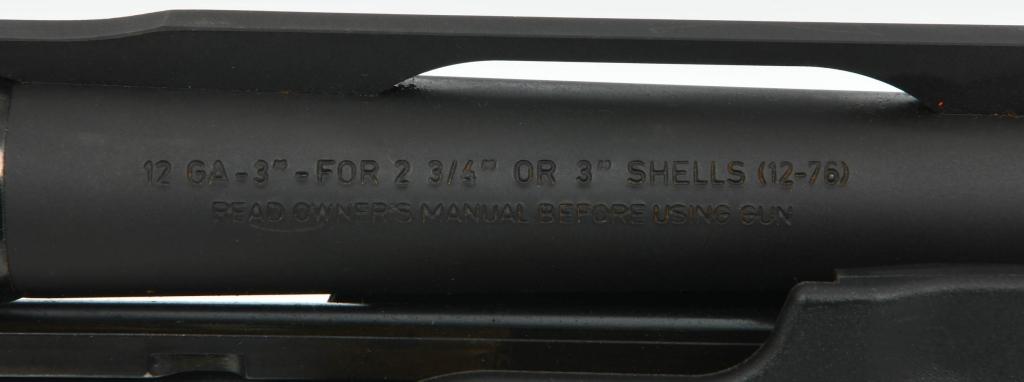 12 GA-3"-FOR 2 3/4" OR 3" SHELLS (12-76)
READ OWNER'S MANUAL BEFORE USING GUN